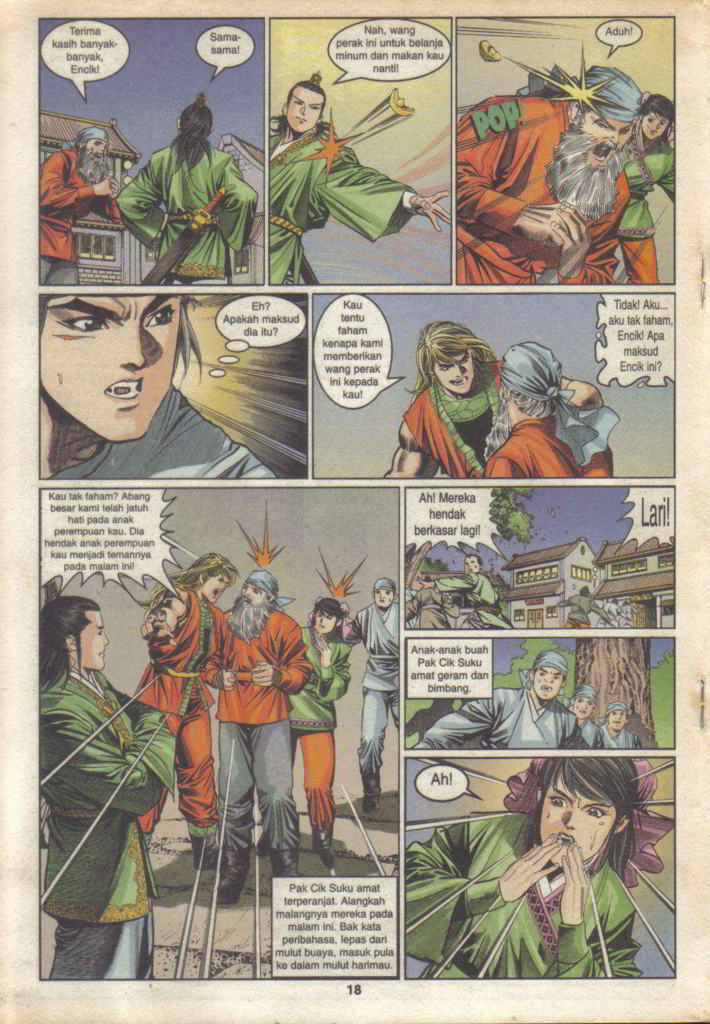 Terima
kasih banyak-
banyak,
Encik!
Sama-
sama!
Nah, wang
perak ini untuk belanja
minum dan makan kau
nanti!
Aduh!
POP!
Eh?
Apakah maksud
dia itu?
Kau
tentu
faham
kenapa kami
memberikan
wang perak
ini kepada
kau!
Tidak! Aku...
aku tak faham,
Encik! Apa
maksud
Encik ini?
Kau tak faham? Abang
besar kami telah jatuh
hati pada anak
perempuan kau. Dia
hendak anak perempuan
kau menjadi temannya
pada malam ini!
Pak Cik Suku amat
terperanjat. Alangkah
malangnya mereka pada
malam ini. Bak kata
peribahasa, lepas dari
mulut buaya, masuk pula
ke dalam mulut harimau.
Ah! Mereka
hendak
berkasar lagi!
Lari!
Anak-anak buah
Pak Cik Suku
amat geram dan
bimbang.
Ah!
18